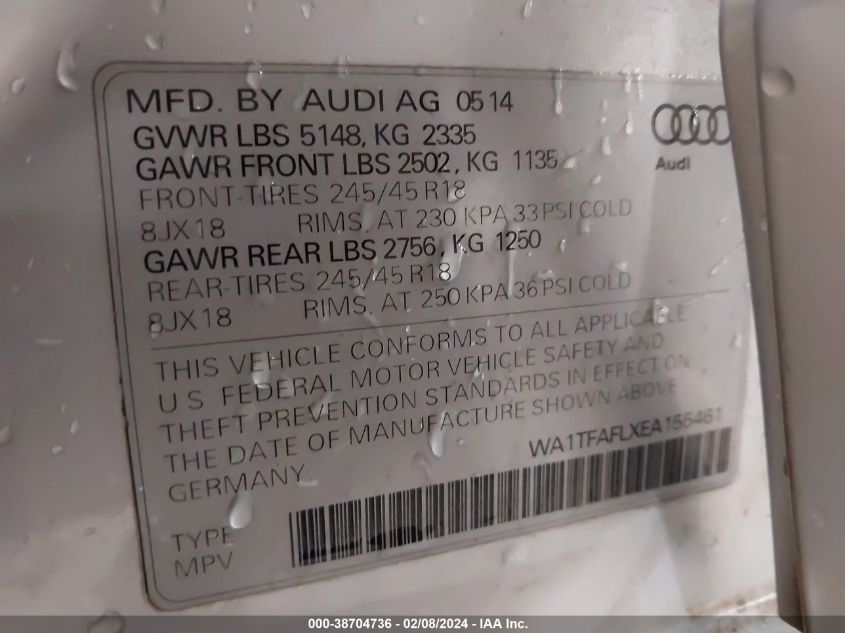 MFD. BY AUDI AG 05 14
GVWR LBS 5148, KG 2335
GAWR FRONT LBS 2502, KG 1135
FRONT-TIRES 245/45 R18
8JX18 RIMS, AT 230 KPA 33 PSI COLD
GAWR REAR LBS 2756, KG 1250
REAR-TIRES 245/45 R18
8JX18 RIMS, AT 250 KPA 36 PSI COLD
Audi
THIS VEHICLE CONFORMS TO ALL APPLICABLE
U S FEDERAL MOTOR VEHICLE SAFETY AND
THEFT PREVENTION STANDARDS IN EFFECT ON
THE DATE OF MANUFACTURE SHOWN ABOVE
GERMANY
WA1TFAFLXEA155461
TYPE
MPV
000-38704736 - 02/08/2024 - IAA Inc.